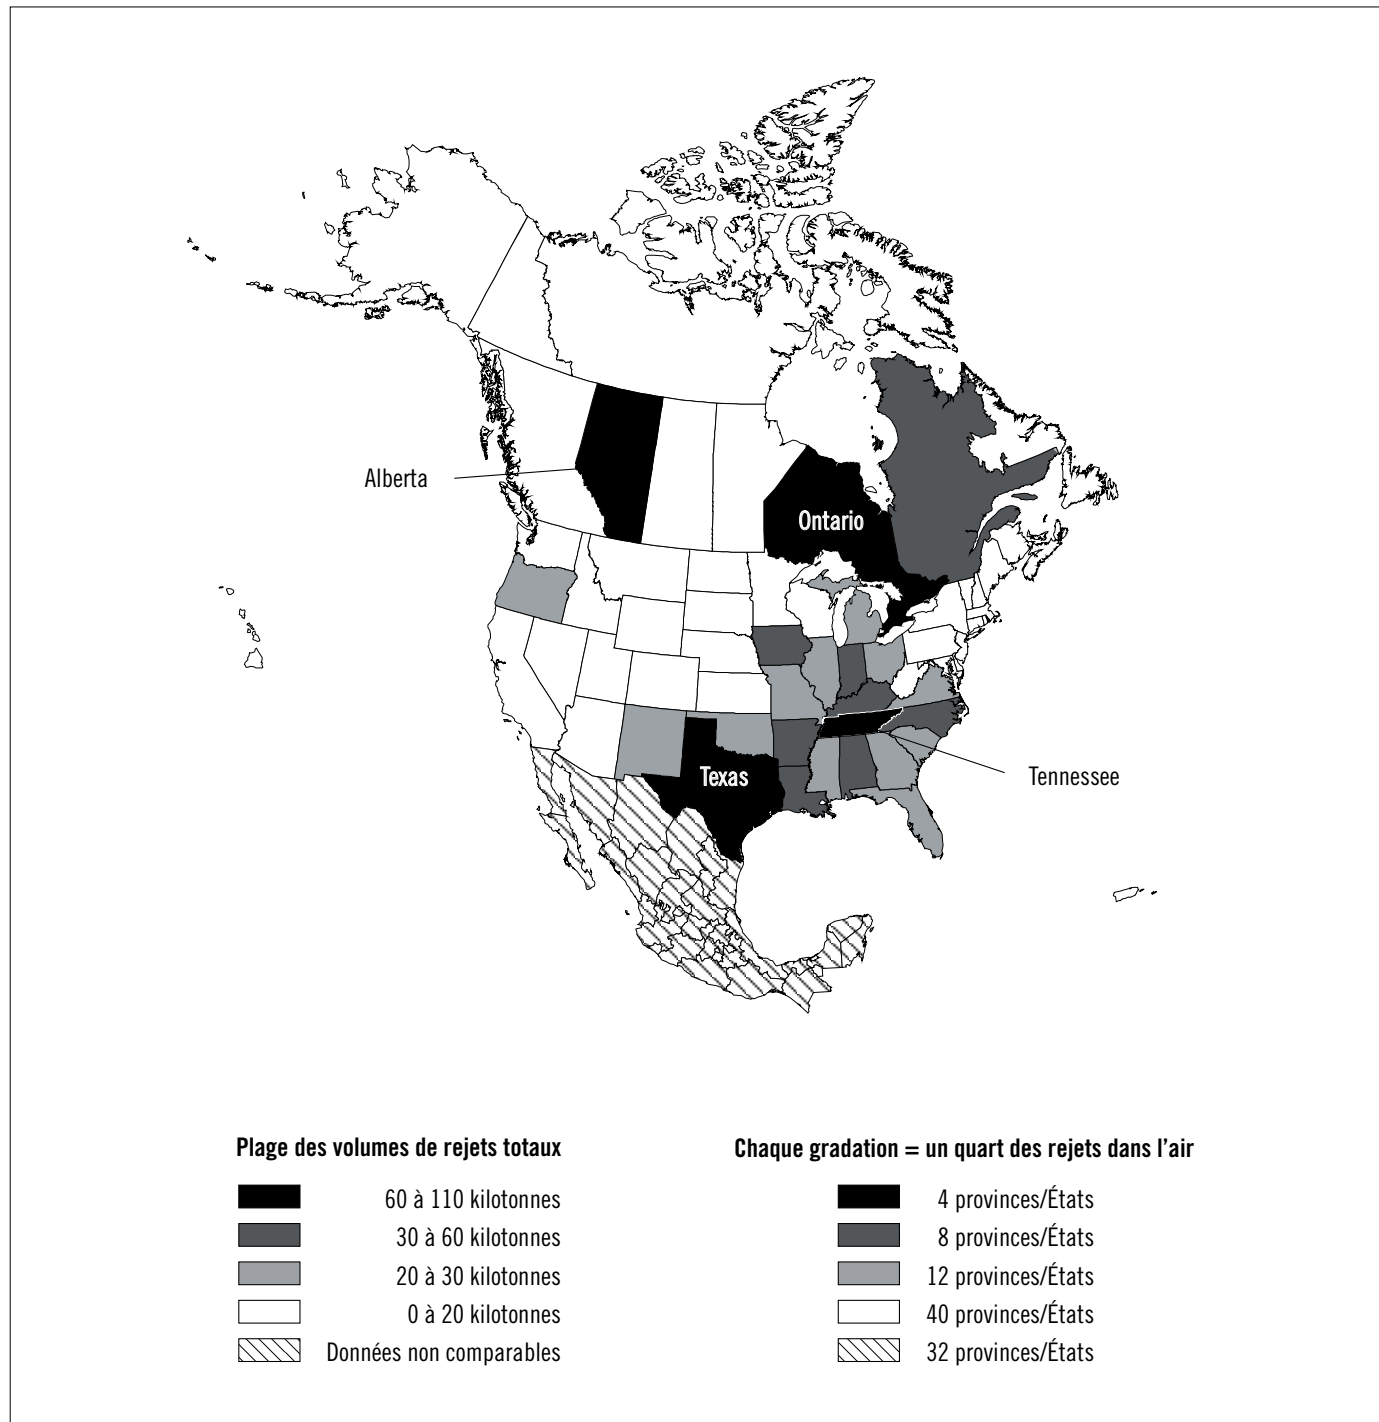 Alberta
Ontario
Texas
Tennessee
Plage des volumes de rejets totaux
60 à 110 kilotonnes
30 à 60 kilotonnes
20 à 30 kilotonnes
0 à 20 kilotonnes
Données non comparables
Chaque gradation = un quart des rejets dans l’air
4 provinces/États
8 provinces/États
12 provinces/États
40 provinces/États
32 provinces/États